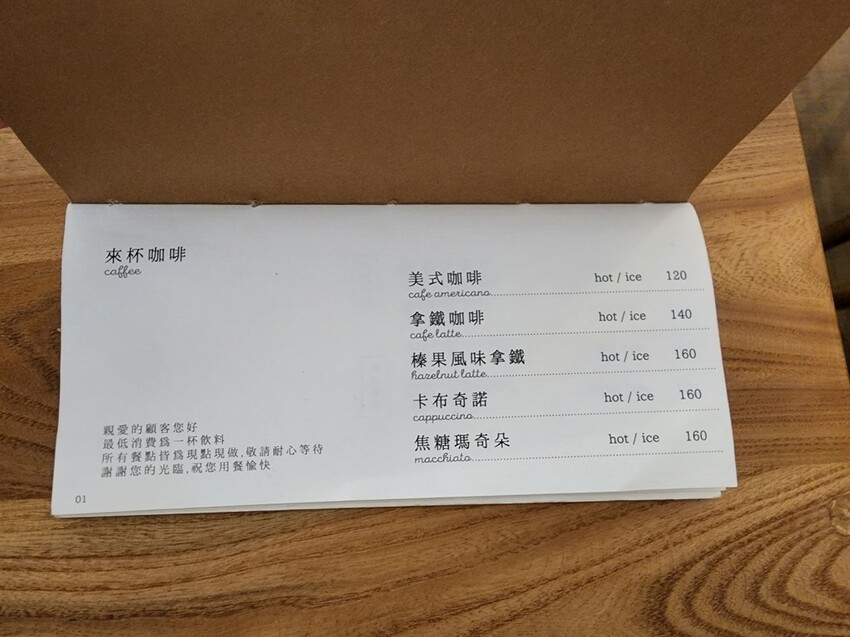 來杯咖啡
caffee
美式咖啡 hot / ice 120
cafe americano
拿鐵咖啡 hot / ice 140
cafe latte
榛果風味拿鐵 hot / ice 160
hazelnut latte
卡布奇諾 hot / ice 160
cappuccino
焦糖瑪奇朵 hot / ice 160
macchiato
親愛的顧客您好
最低消費爲一杯飲料
所有餐點皆爲現點現做,敬請耐心等待
謝謝您的光臨,祝您用餐愉快
01